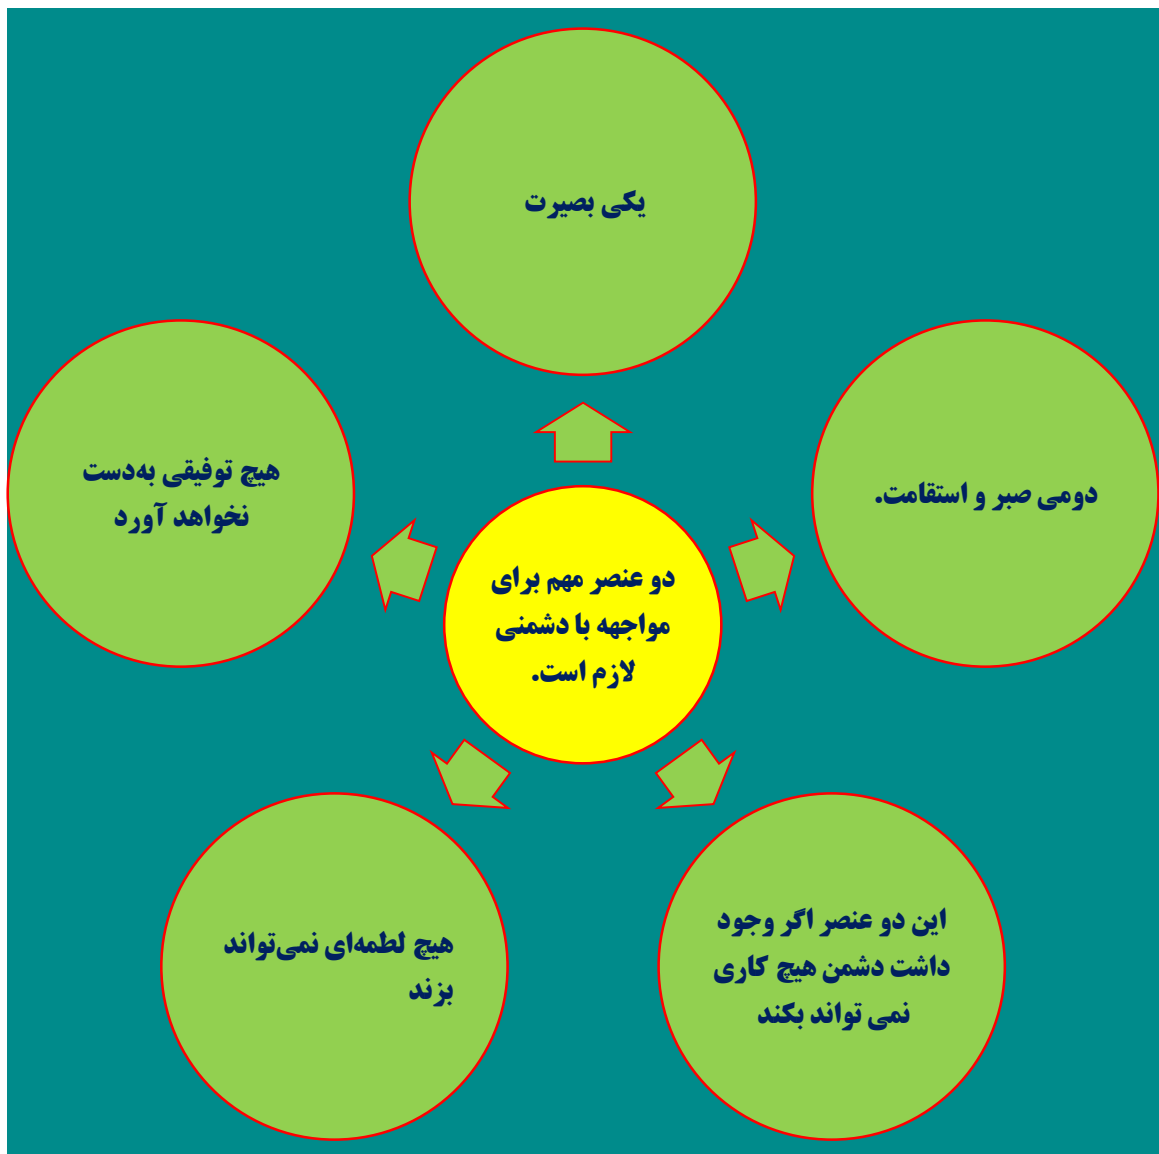 دو عنصر مهم برای
مواجهه با دشمنی
لازم است.
یکی بصیرت
دومی صبر و استقامت.
این دو عنصر اگر وجود
داشت دشمن هیچ کاری
نمی تواند بکند
هیچ لطمه‌ای نمی‌تواند
بزند
هیچ توفیقی به‌دست
نخواهد آورد